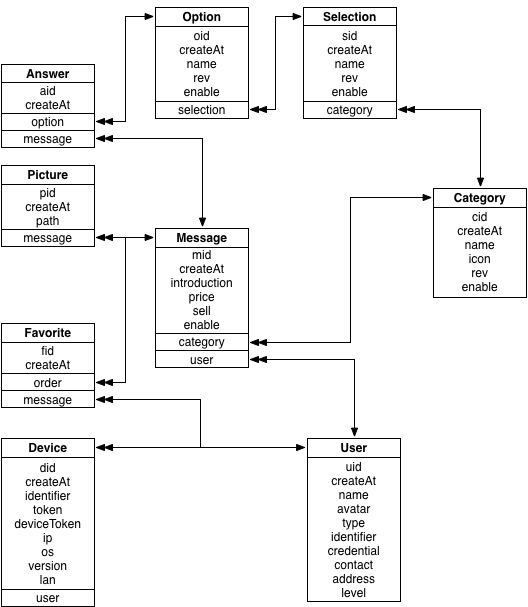 Option
oid
createAt
name
rev
enable
selection
Selection
sid
createAt
name
rev
enable
category
Answer
aid
createAt
option
message
Picture
pid
createAt
path
message
Category
cid
createAt
name
icon
rev
enable
Message
mid
createAt
introduction
price
sell
enable
category
user
Favorite
fid
createAt
order
message
Device
did
createAt
identifier
token
deviceToken
ip
os
version
lan
user
User
uid
createAt
name
avatar
type
identifier
credential
contact
address
level